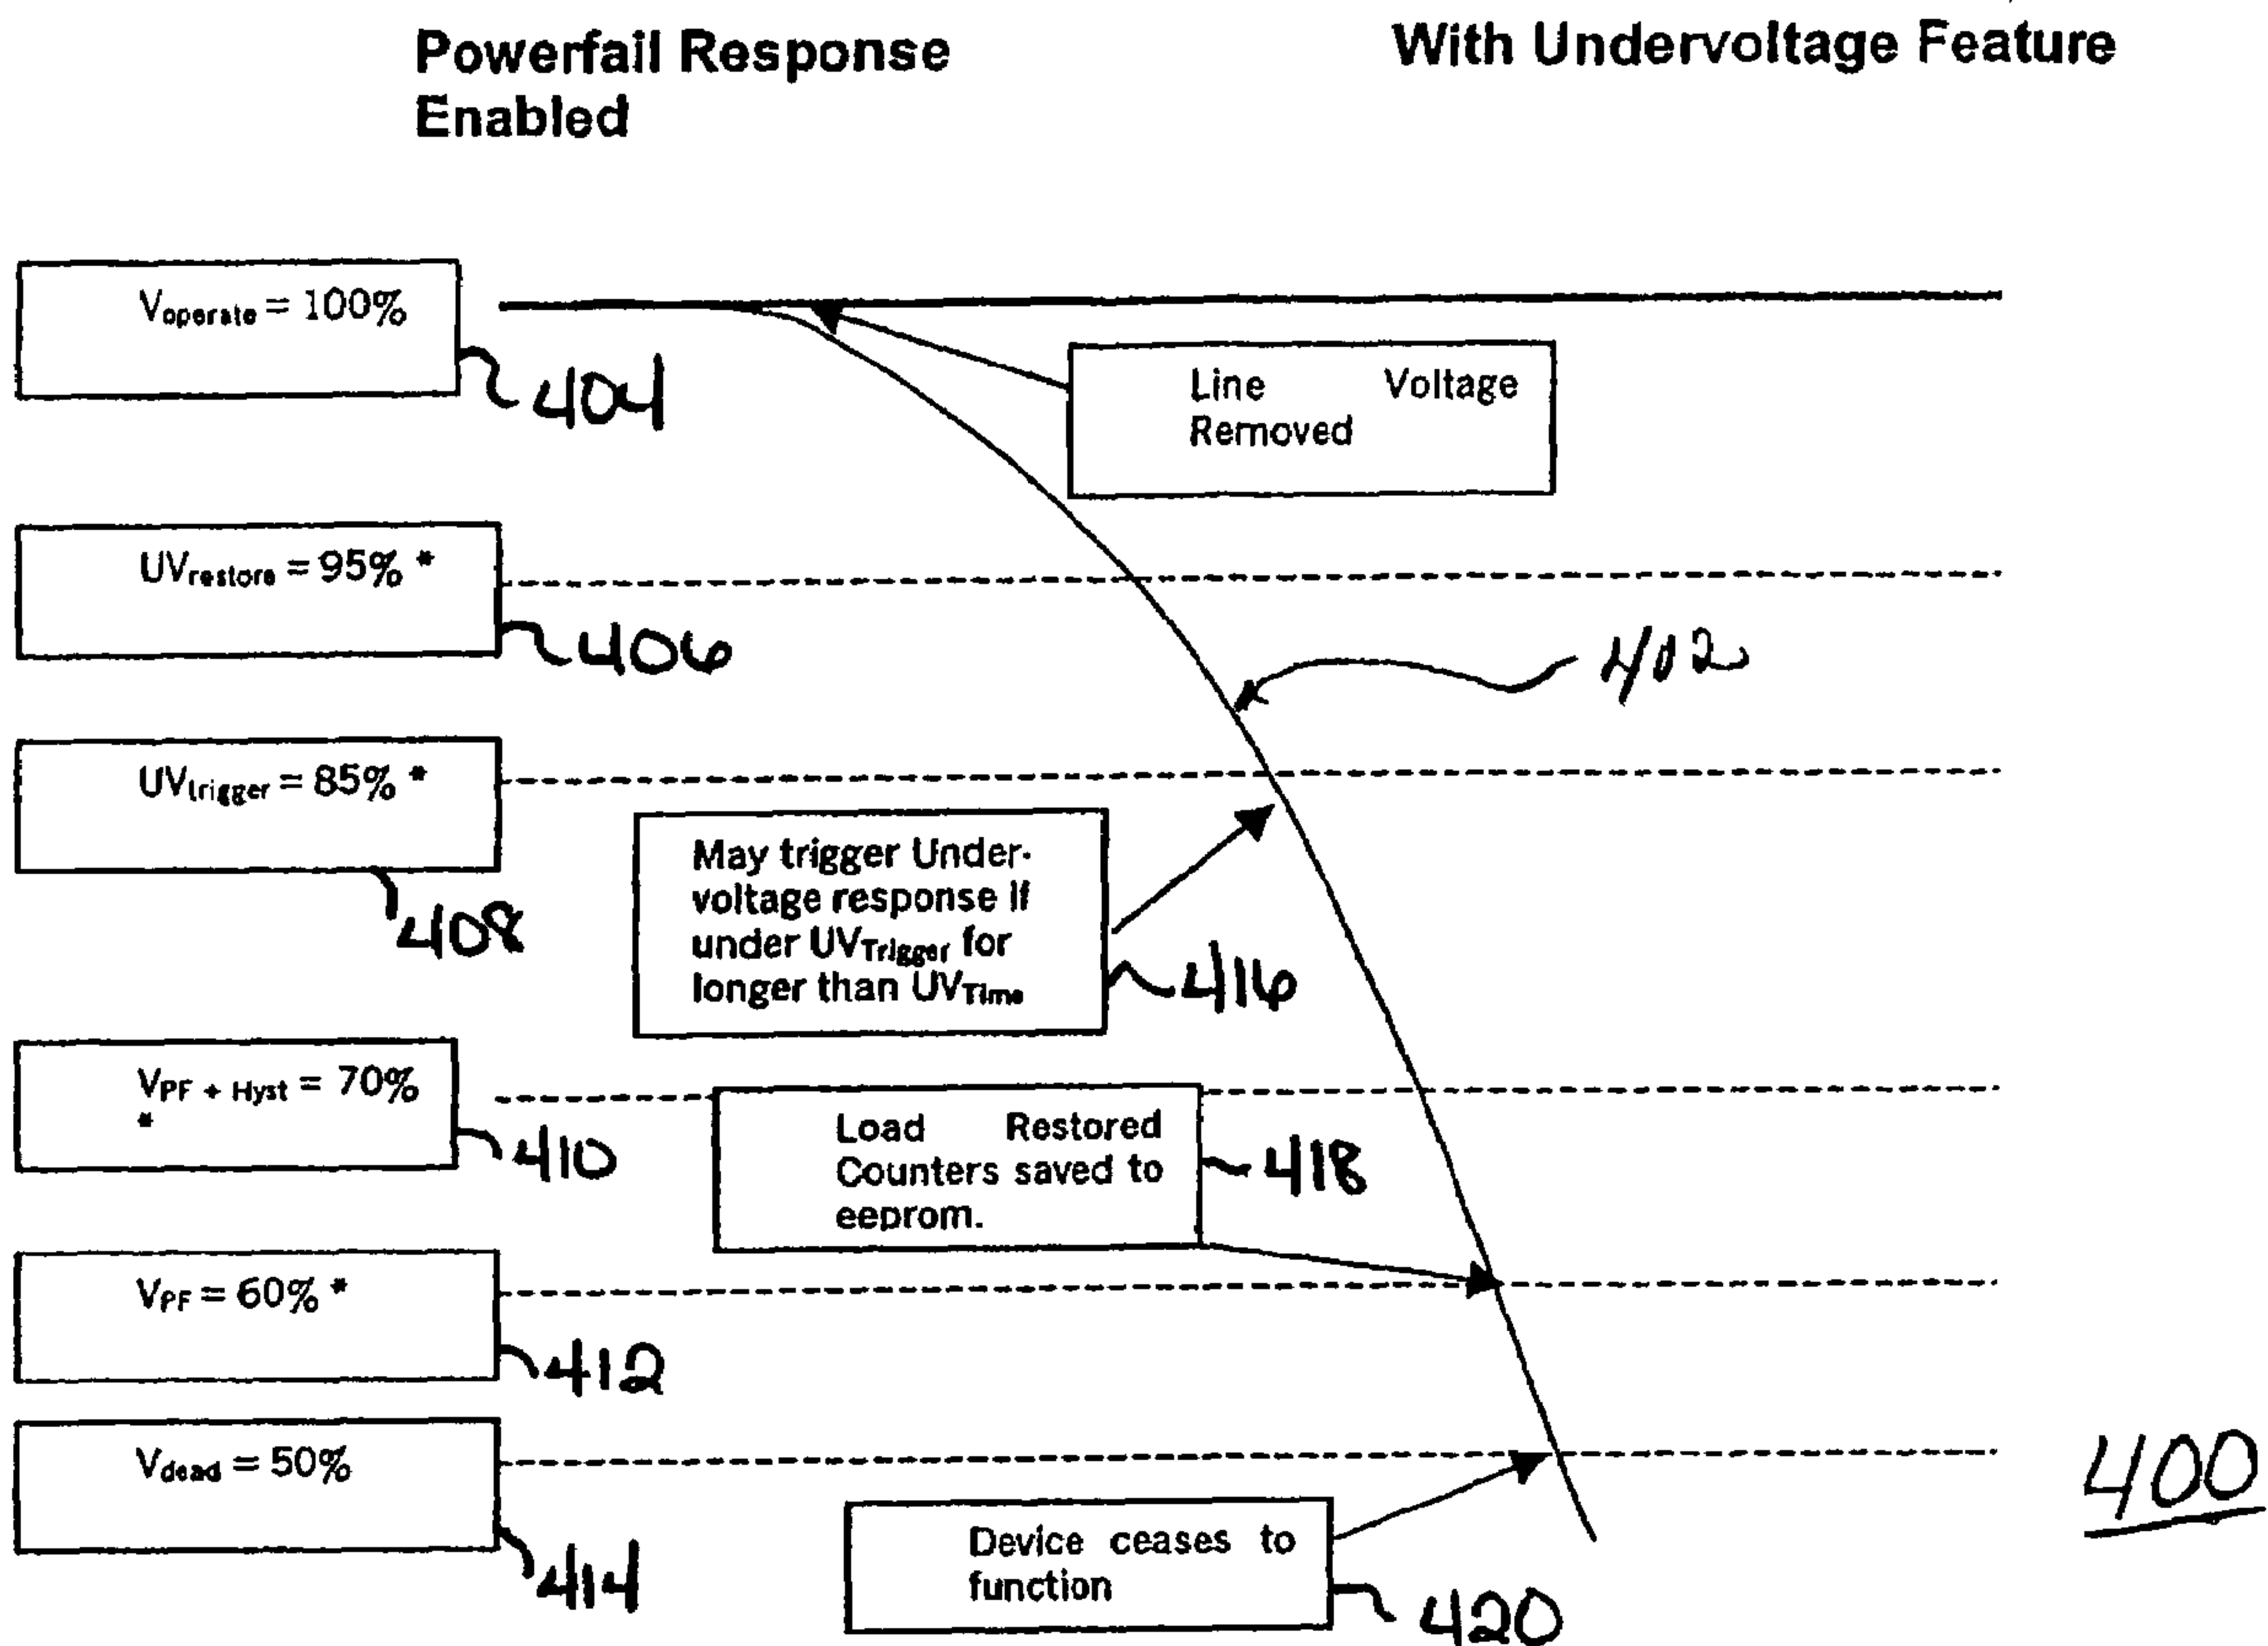 Powerfail Response
Enabled
With Undervoltage Feature
Voperate = 100%
404
Line Voltage
Removed
UVrestore = 95% *
406
402
UVtrigger = 85% *
408
May trigger Under-
voltage response if
under UVTrigger for
longer than UVTime
416
VPF + Hyst = 70%
*
410
Load Restored
Counters saved to
eeprom.
418
VPF = 60% *
412
Vdead = 50%
414
Device ceases to
function
420
400